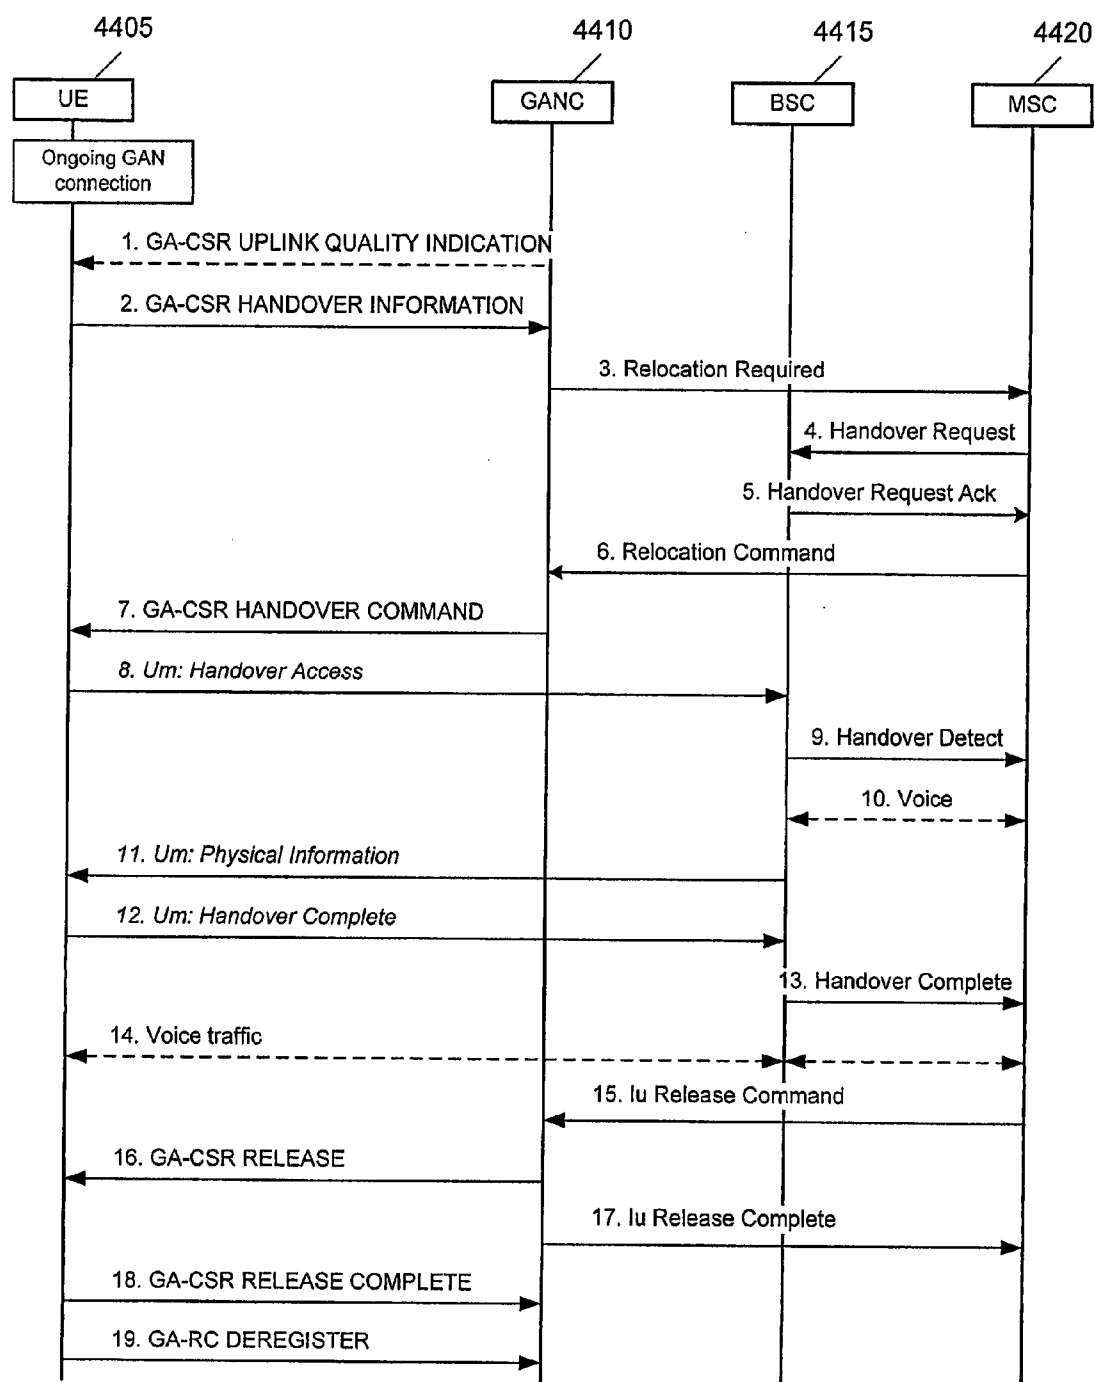 4405
4410
4415
4420
UE
GANC
BSC
MSC
Ongoing GAN
connection
1. GA-CSR UPLINK QUALITY INDICATION
2. GA-CSR HANDOVER INFORMATION
3. Relocation Required
4. Handover Request
5. Handover Request Ack
6. Relocation Command
7. GA-CSR HANDOVER COMMAND
8. Um: Handover Access
9. Handover Detect
10. Voice
11. Um: Physical Information
12. Um: Handover Complete
13. Handover Complete
14. Voice traffic
15. Iu Release Command
16. GA-CSR RELEASE
17. Iu Release Complete
18. GA-CSR RELEASE COMPLETE
19. GA-RC DEREGISTER